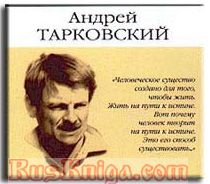 Андрей
ТАРКОВСКИЙ
«Человеческое существо
создано для того,
чтобы жить.
Жить на пути к истине.
Вот почему
человек творит
на пути к истине.
Это его способ
существовать...»
RusKniga.com